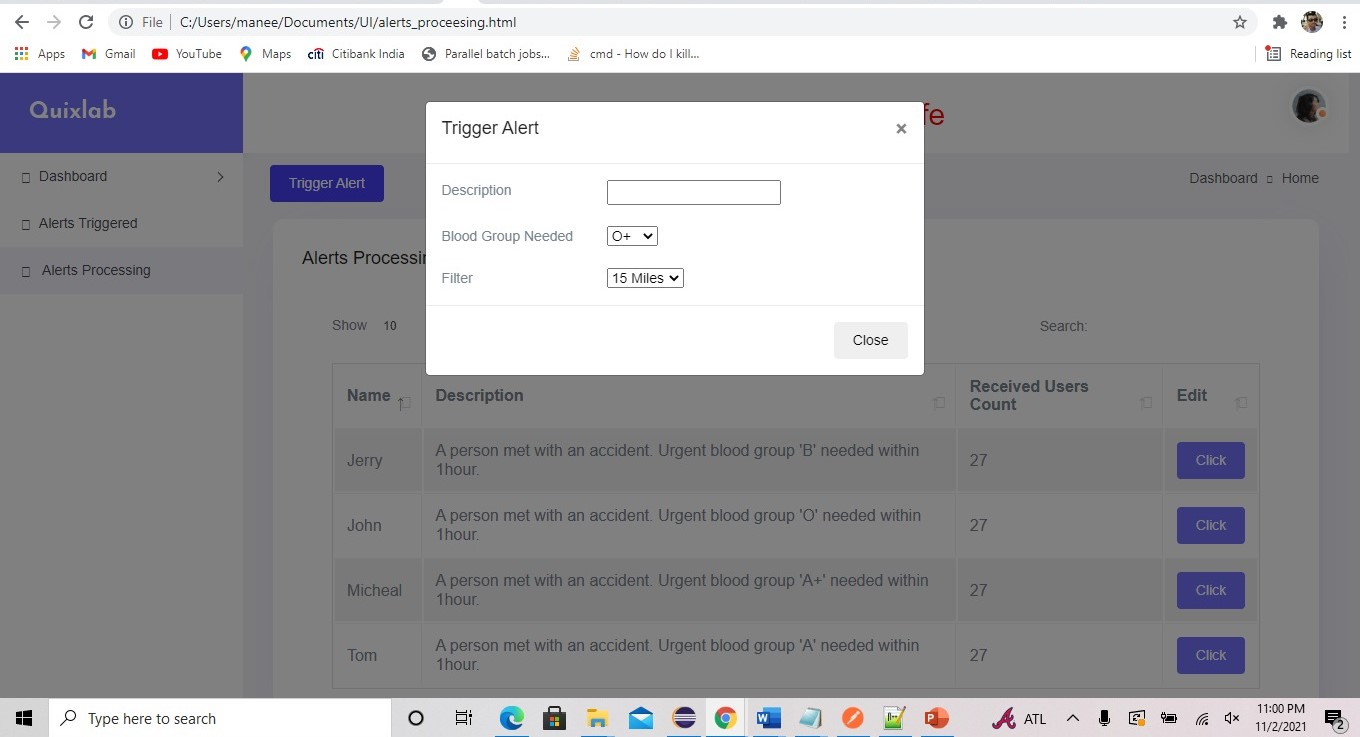 File C:/Users/manee/Documents/UI/alerts_proceesing.html
Apps Gmail YouTube Maps citi Citibank India Parallel batch jobs... cmd - How do I kill... Reading list
Quixlab
fe
Trigger Alert ×
Dashboard
Alerts Triggered
Alerts Processing
Trigger Alert
Dashboard Home
Description
Blood Group Needed O+
Filter 15 Miles
Close
Alerts Processin
Show 10
Search:
Name Description Received Users Count Edit
Jerry A person met with an accident. Urgent blood group 'B' needed within 27 Click
1hour.
John A person met with an accident. Urgent blood group 'O' needed within 27 Click
1hour.
Micheal A person met with an accident. Urgent blood group 'A+' needed within 27 Click
1hour.
Tom A person met with an accident. Urgent blood group 'A' needed within 27 Click
1hour.
Type here to search
ATL
11:00 PM
11/2/2021
2